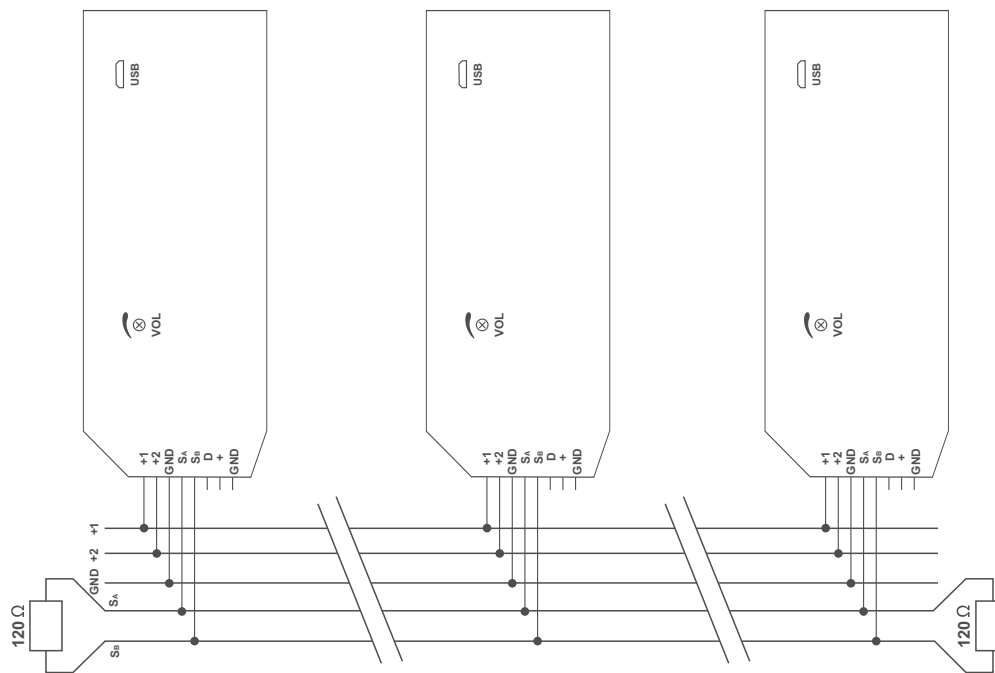 USB
USB
USB
VOL
VOL
VOL
+1
+2
GND
SA
SB
D
+
GND
+1
+2
GND
SA
SB
D
+
GND
+1
+2
GND
SA
SB
D
+
GND
+1
+2
GND
SA
SB
120 Ω
120 Ω